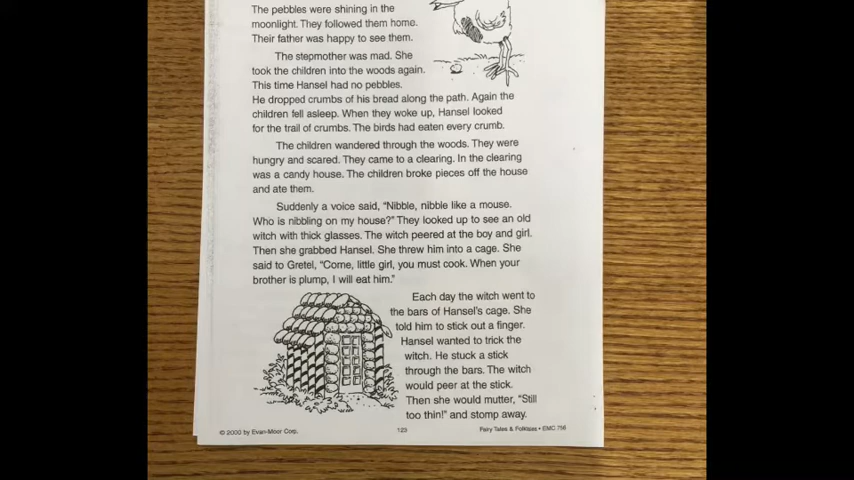 The pebbles were shining in the
moonlight. They followed them home.
Their father was happy to see them.
The stepmother was mad. She
took the children into the woods again.
This time Hansel had no pebbles.
He dropped crumbs of his bread along the path. Again the
children fell asleep. When they woke up, Hansel looked
for the trail of crumbs. The birds had eaten every crumb.
The children wandered through the woods. They were
hungry and scared. They came to a clearing. In the clearing
was a candy house. The children broke pieces off the house
and ate them.
Suddenly a voice said, “Nibble, nibble like a mouse.
Who is nibbling on my house?” They looked up to see an old
witch with thick glasses. The witch peered at the boy and girl.
Then she grabbed Hansel. She threw him into a cage. She
said to Gretel, “Come, little girl, you must cook. When your
brother is plump, I will eat him.”
Each day the witch went to
the bars of Hansel’s cage. She
told him to stick out a finger.
Hansel wanted to trick the
witch. He stuck a stick
through the bars. The witch
would peer at the stick.
Then she would mutter, “Still
too thin!” and stomp away.
© 2000 by Evan-Moor Corp.
123
Fairy Tales & Folktales • EMC 756